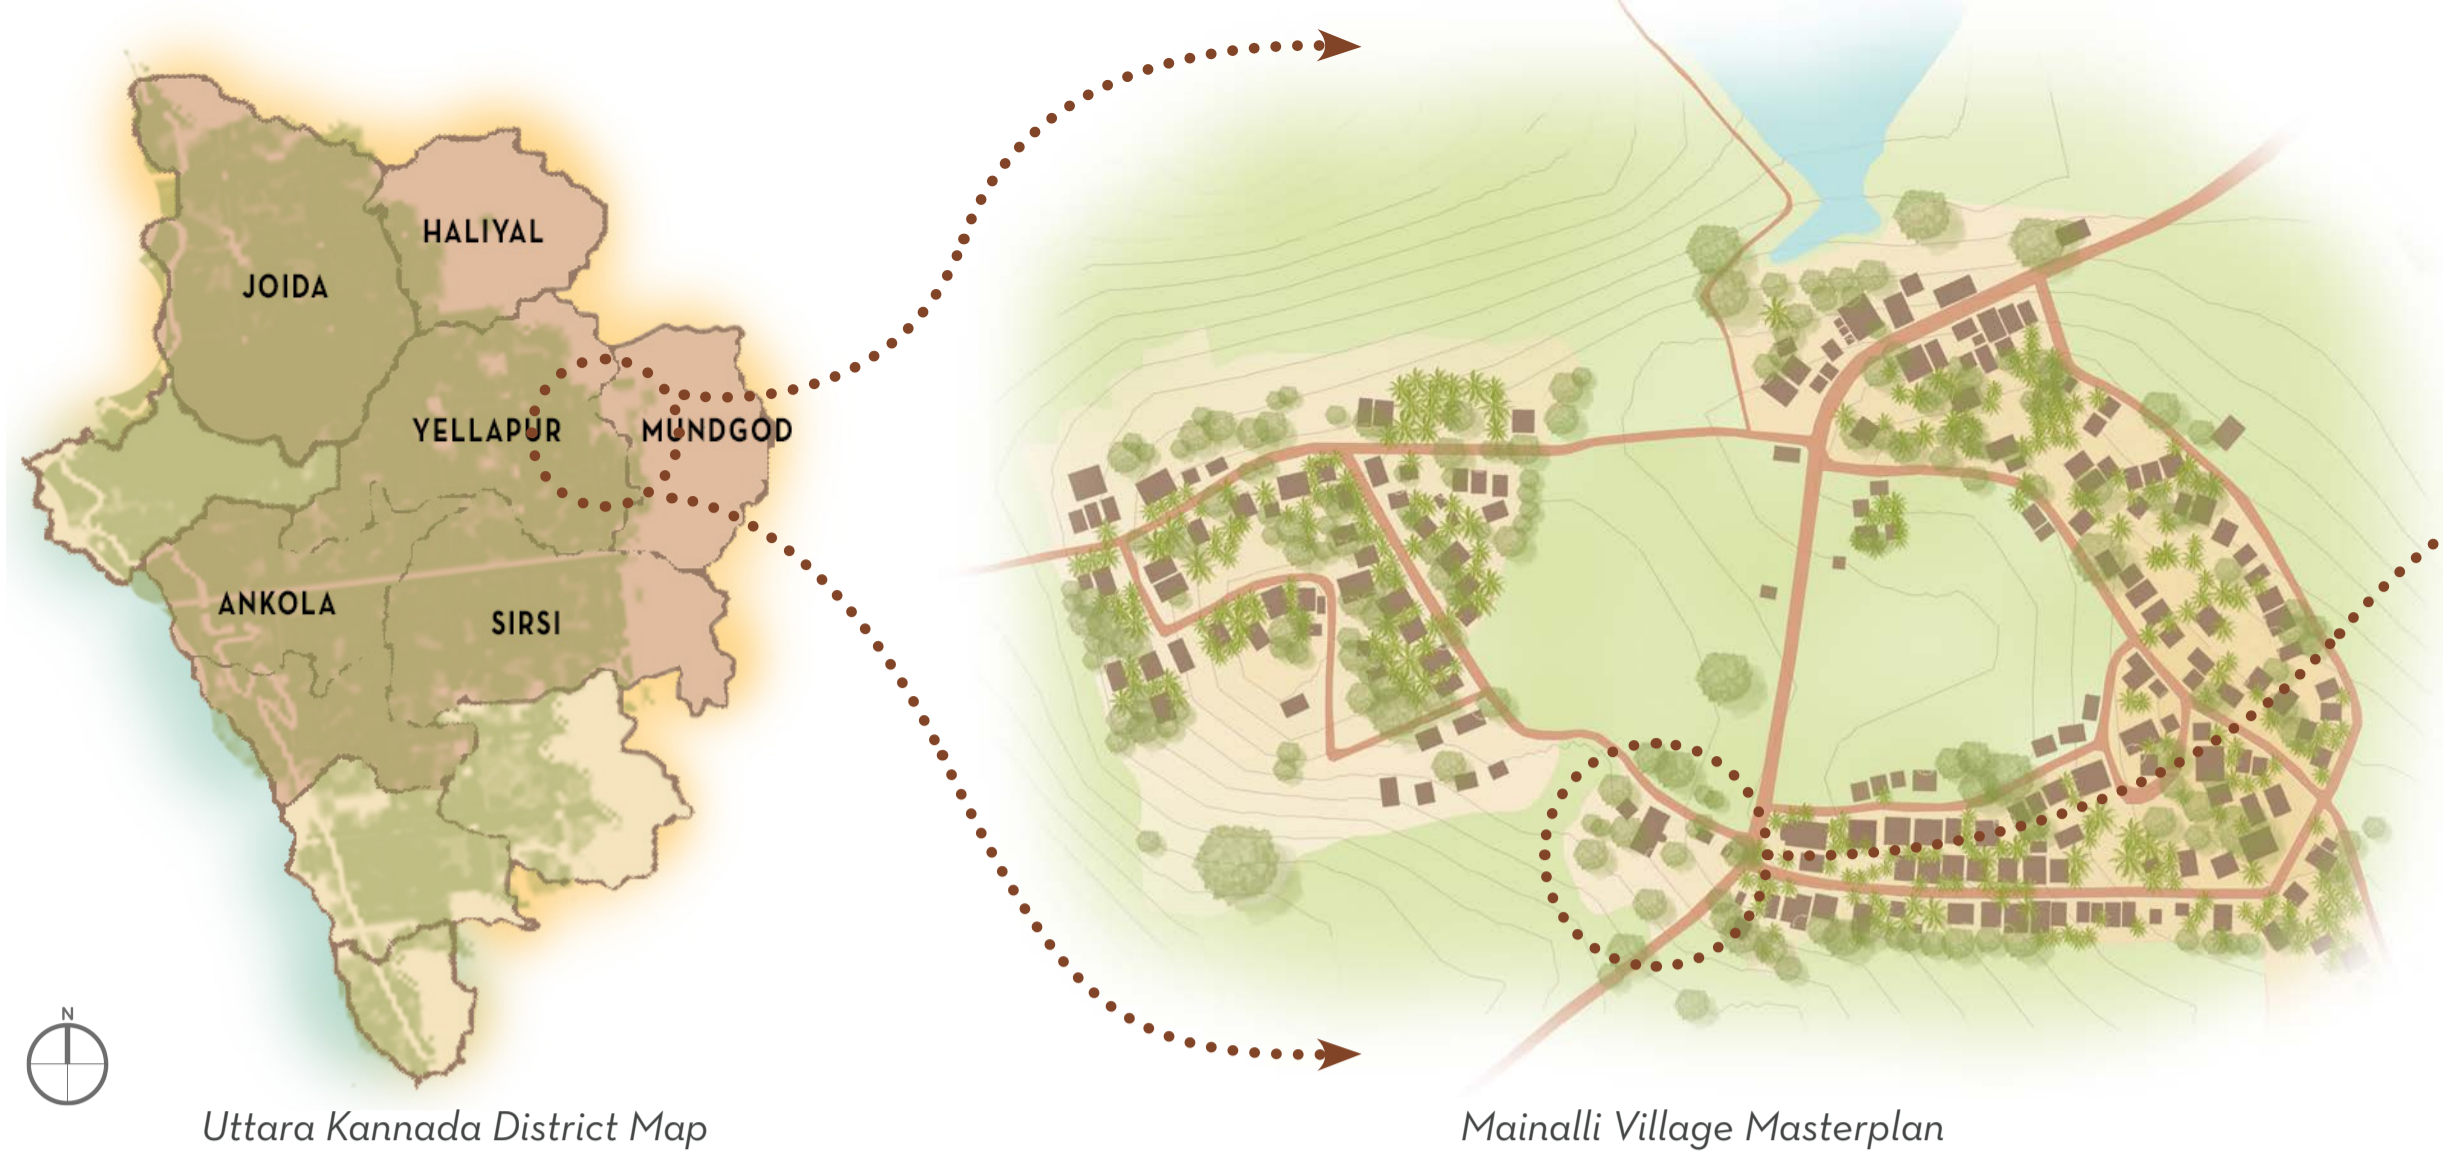 HALIYAL
JOIDA
YELLAPUR
MUNDGOD
ANKOLA
SIRSI
N
Uttara Kannada District Map
Mainalli Village Masterplan